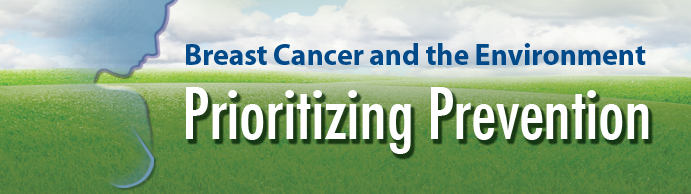 Breast Cancer and the Environment
Prioritizing Prevention